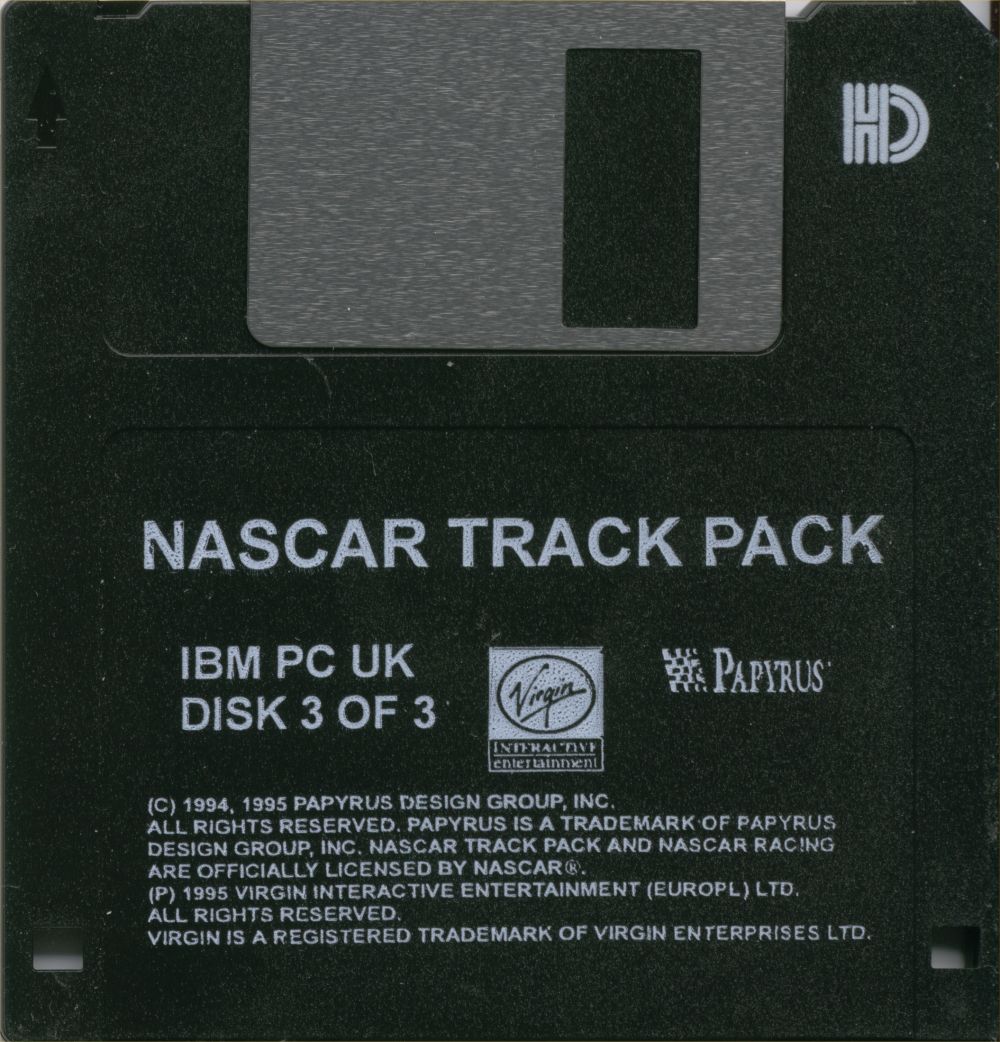 HD
NASCAR TRACK PACK
IBM PC UK
DISK 3 OF 3
Virgin
INTERACTIVE
entertainment
PAPYRUS
(C) 1994, 1995 PAPYRUS DESIGN GROUP, INC.
ALL RIGHTS RESERVED. PAPYRUS IS A TRADEMARK OF PAPYRUS
DESIGN GROUP, INC. NASCAR TRACK PACK AND NASCAR RACING
ARE OFFICIALLY LICENSED BY NASCAR®.
(P) 1995 VIRGIN INTERACTIVE ENTERTAINMENT (EUROPE) LTD.
ALL RIGHTS RESERVED.
VIRGIN IS A REGISTERED TRADEMARK OF VIRGIN ENTERPRISES LTD.